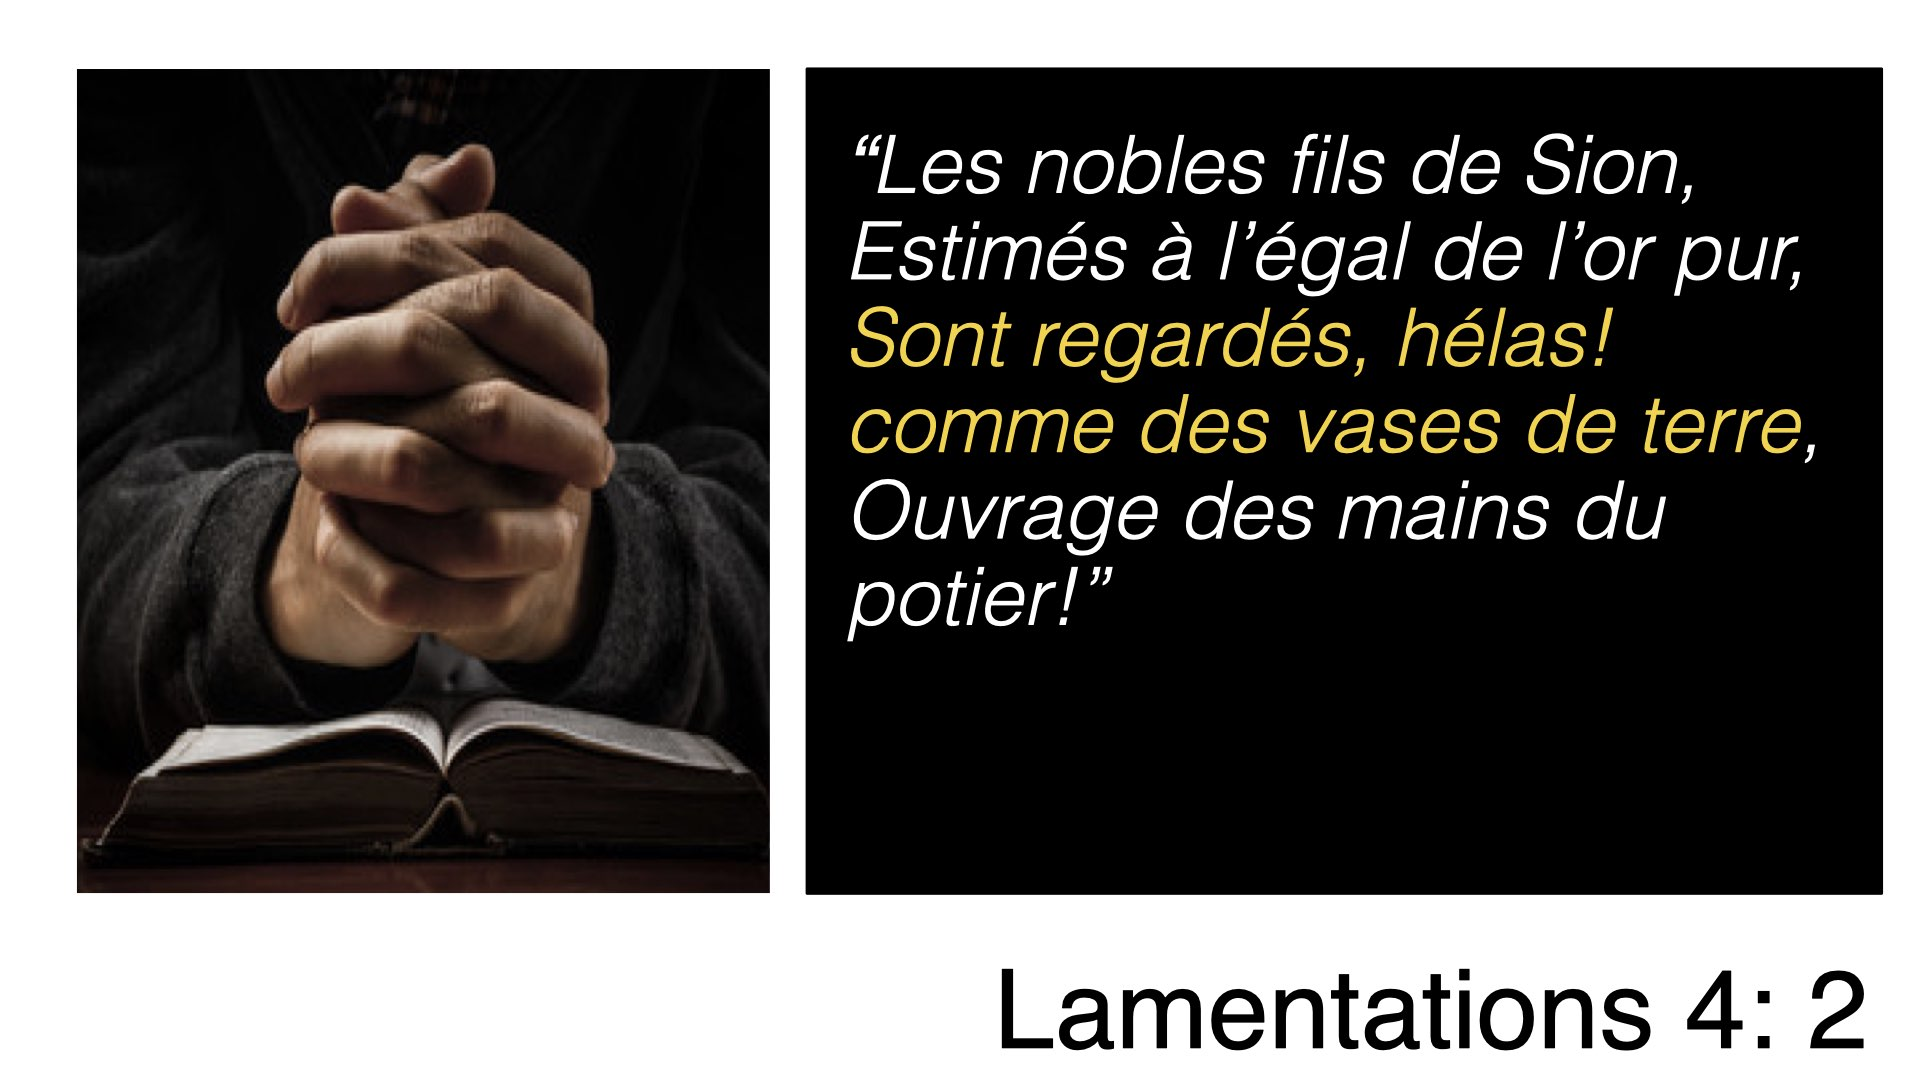 “Les nobles fils de Sion,
Estimés à l’égal de l’or pur,
Sont regardés, hélas!
comme des vases de terre,
Ouvrage des mains du
potier!”
Lamentations 4: 2